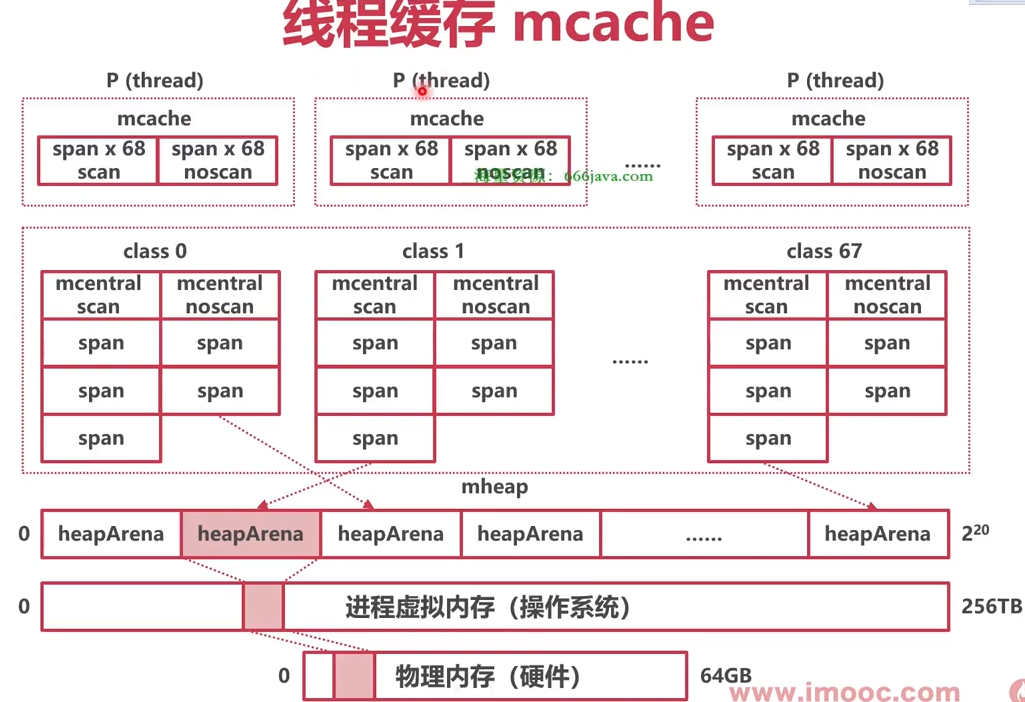 线程缓存 mcache
P (thread) P (thread) P (thread)
mcache mcache mcache
span x 68 span x 68 span x 68 span x 68 span x 68 span x 68
scan noscan scan noscan ...... scan noscan
666java.com
class 0 class 1 class 67
mcentral mcentral mcentral mcentral mcentral mcentral
scan noscan scan noscan scan noscan
span span span span span span
......
span span span span span span
span span span
mheap
0 heapArena heapArena heapArena heapArena ...... heapArena 2²⁰
0 进程虚拟内存（操作系统） 256TB
0 物理内存（硬件） 64GB
www.imooc.com